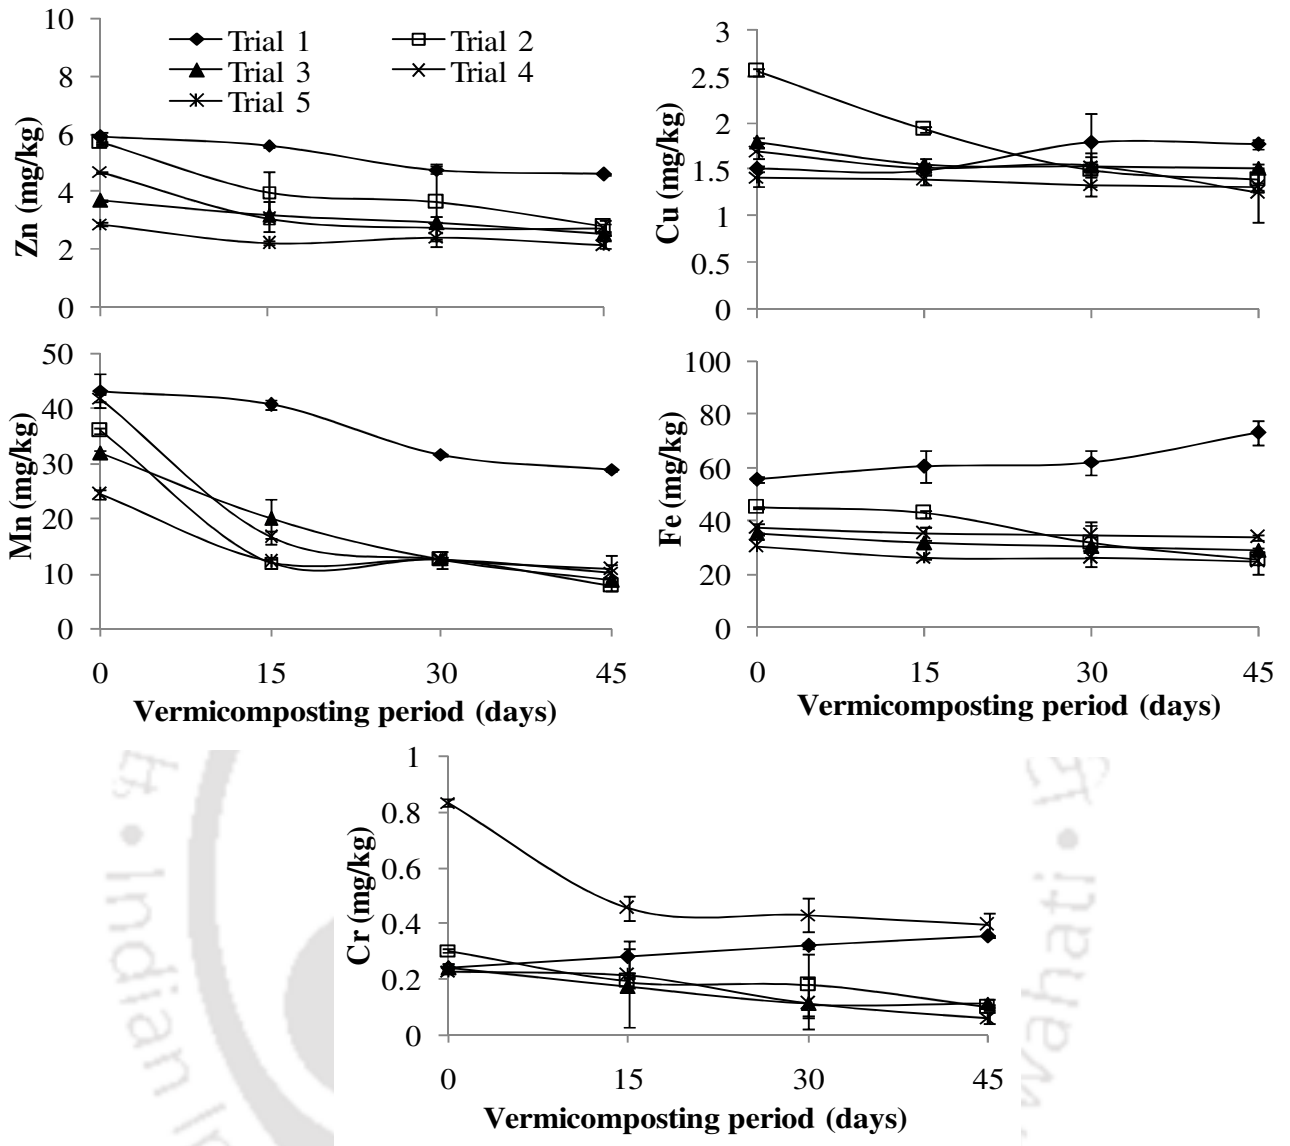 10
8
6
4
2
0
Zn (mg/kg)
Trial 1
Trial 2
Trial 3
Trial 4
Trial 5
3
2.5
2
1.5
1
0.5
0
Cu (mg/kg)
50
40
30
20
10
0
Mn (mg/kg)
0 15 30 45
Vermicomposting period (days)
100
80
60
40
20
0
Fe (mg/kg)
0 15 30 45
Vermicomposting period (days)
1
0.8
0.6
0.4
0.2
0
Cr (mg/kg)
0 15 30 45
Vermicomposting period (days)
Indian In
wahati